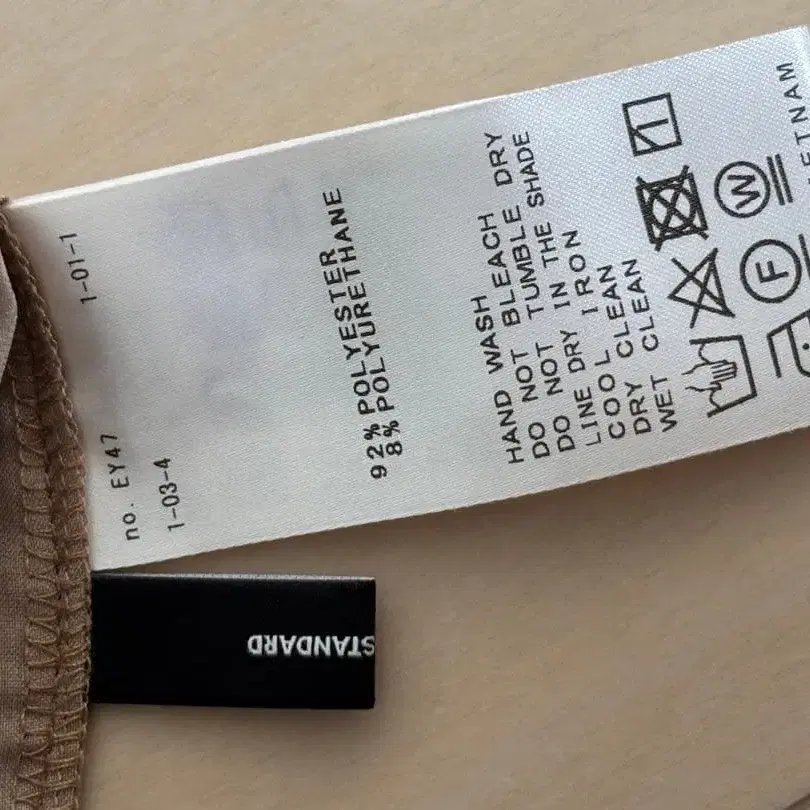 no. EY47
1-01-1
1-03-4
92% POLYESTER
8% POLYURETHANE
HAND WASH
DO NOT BLEACH
DO NOT TUMBLE DRY
LINE DRY IN THE SHADE
COOL IRON
DRY CLEAN
WET CLEAN
W
F
STANDARD